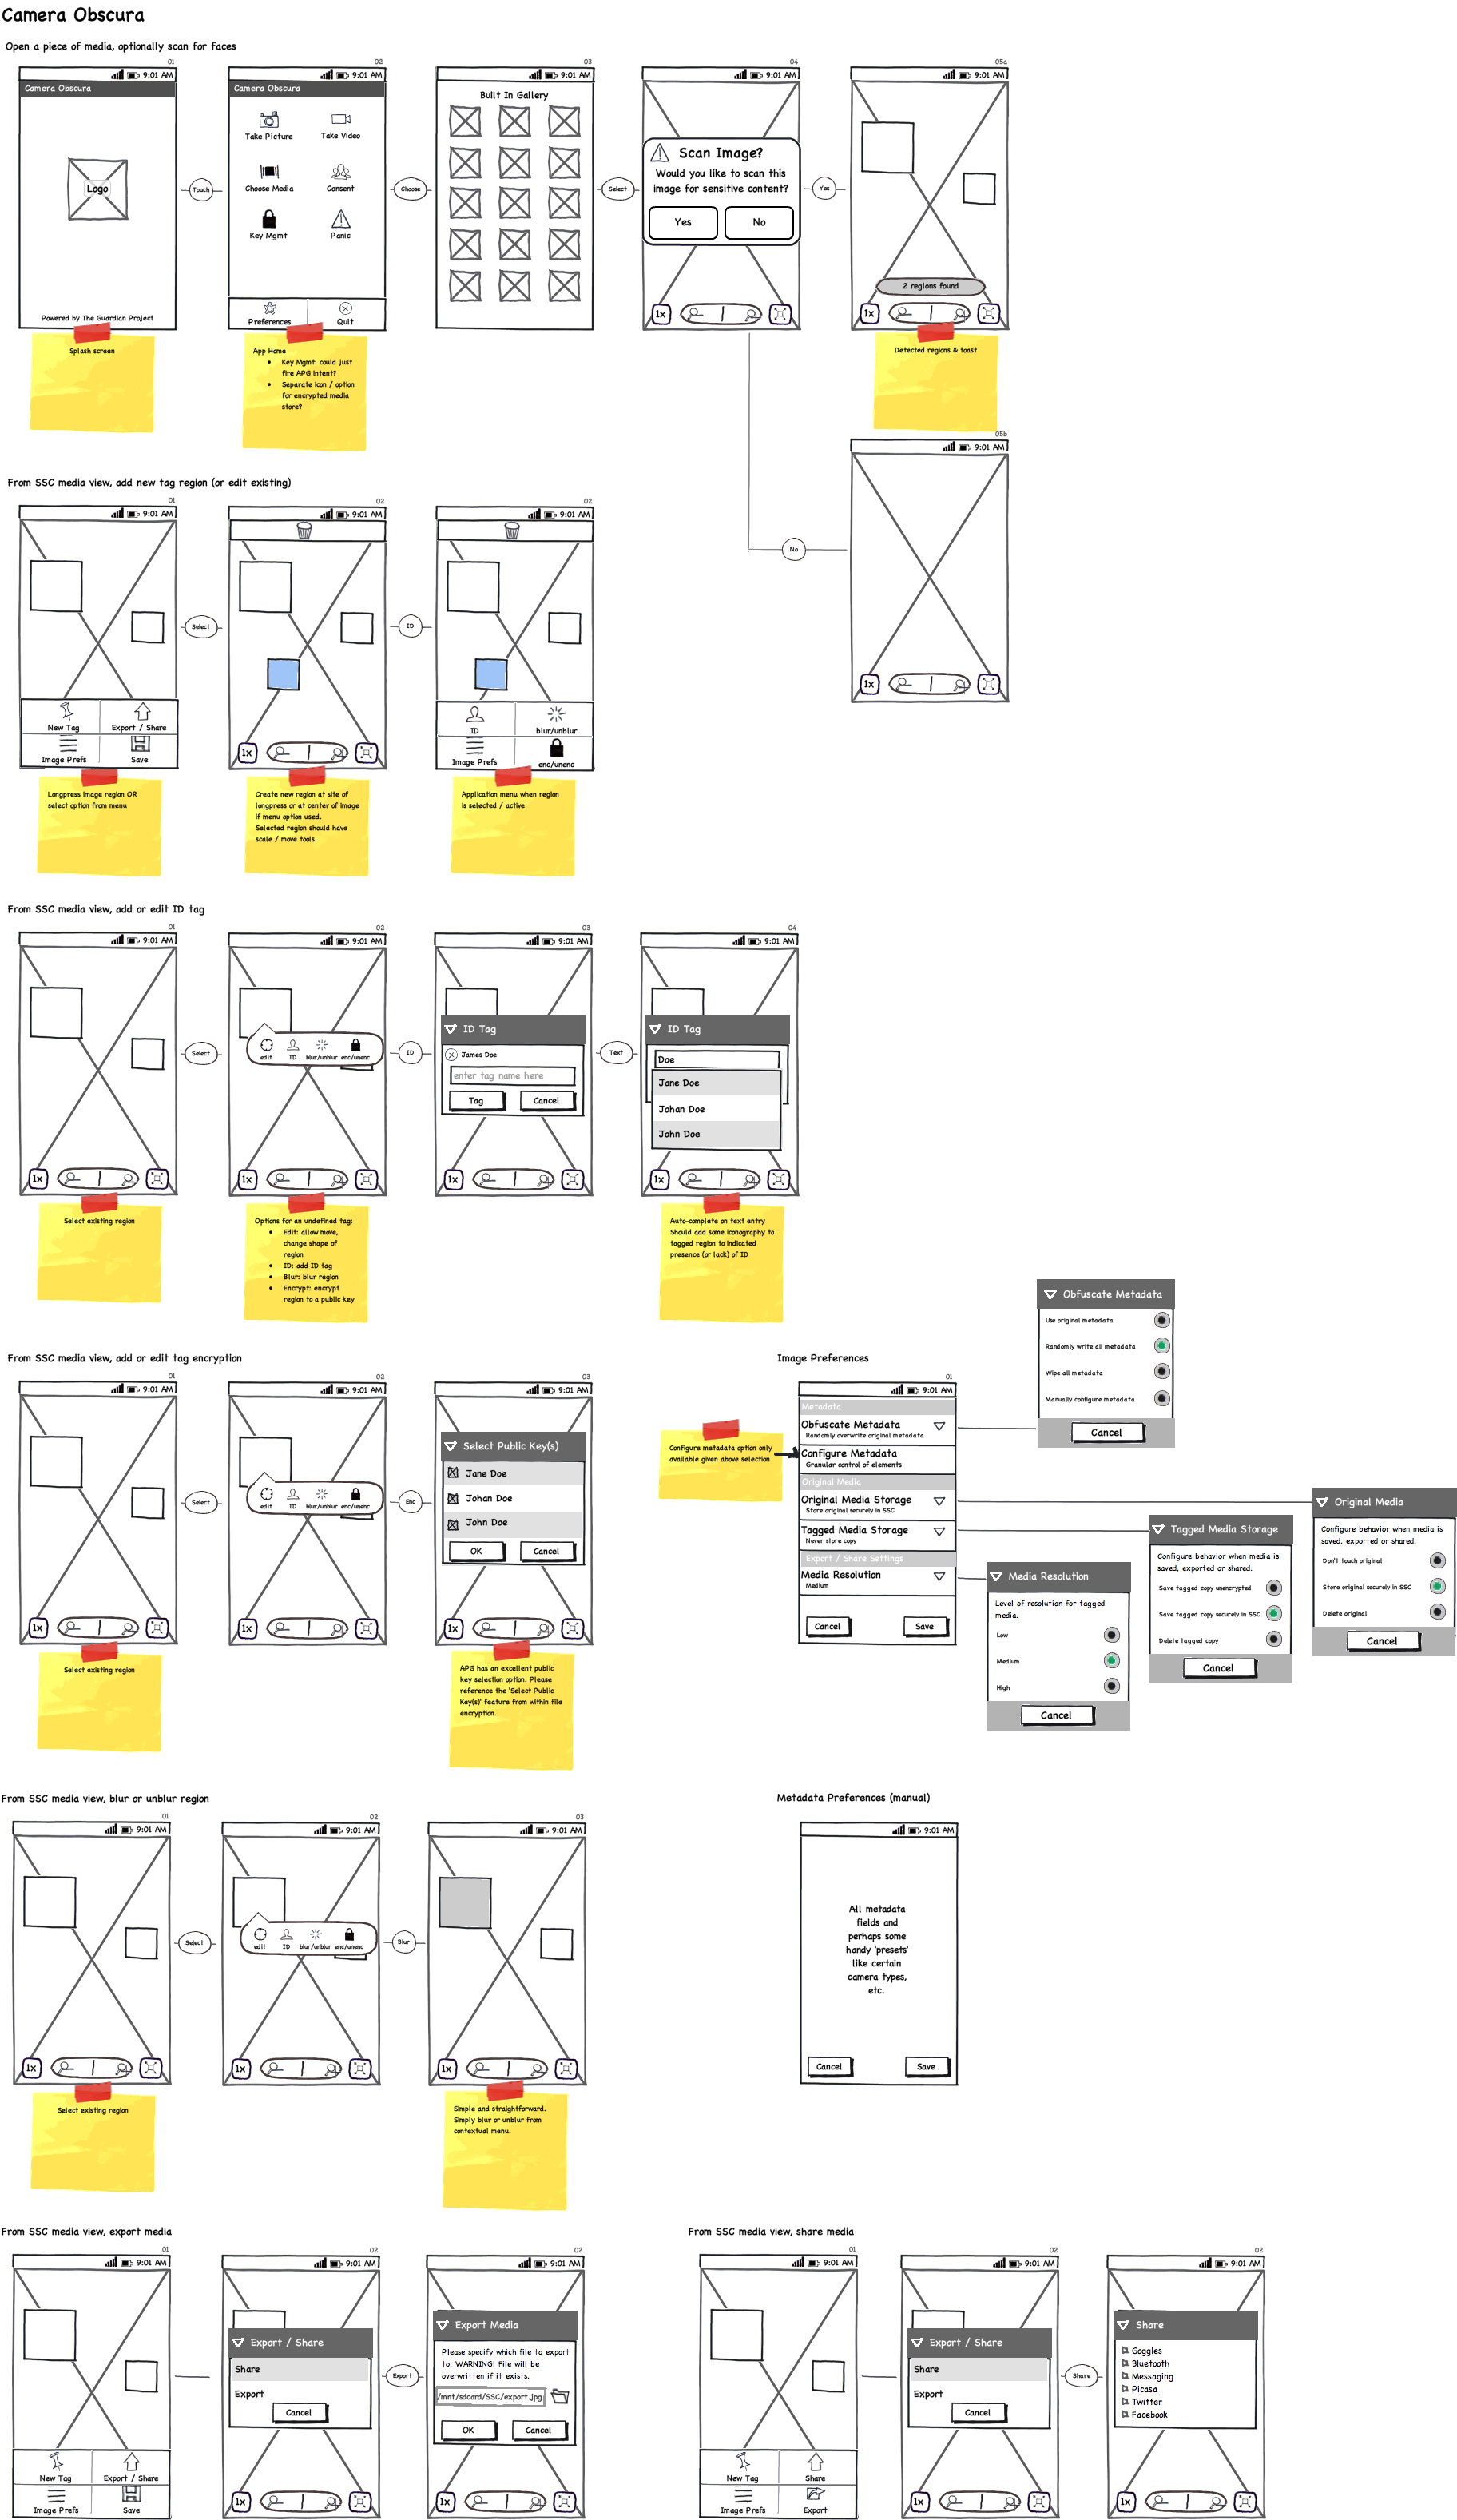 Camera Obscura
Open a piece of media, optionally scan for faces
01
9:01 AM
Camera Obscura
Logo
Powered by The Guardian Project
Splash screen
Touch
02
9:01 AM
Camera Obscura
Take Picture
Take Video
Choose Media
Consent
Key Mgmt
Panic
Preferences
Quit
App Home
• Key Mgmt: could just
fire APG Intent?
• Separate icon / option
for encrypted media
store?
Choose
03
9:01 AM
Built In Gallery
Select
04
9:01 AM
Scan Image?
Would you like to scan this
image for sensitive content?
Yes
No
1x
Yes
05a
9:01 AM
2 regions found
1x
Detected regions & toast
No
05b
9:01 AM
1x
From SSC media view, add new tag region (or edit existing)
01
9:01 AM
New Tag
Export / Share
Image Prefs
Save
Longpress image region OR
select option from menu
Select
02
9:01 AM
1x
Create new region at site of
longpress or at center of image
if menu option used.
Selected region should have
scale / move tools.
ID
02
9:01 AM
ID
blur/unblur
Image Prefs
enc/unenc
Application menu when region
is selected / active
From SSC media view, add or edit ID tag
01
9:01 AM
1x
Select existing region
Select
02
9:01 AM
edit
ID
blur/unblur
enc/unenc
1x
Options for an undefined tag:
• Edit: allow move,
change shape of
region
• ID: add ID tag
• Blur: blur region
• Encrypt: encrypt
region to a public key
ID
03
9:01 AM
ID Tag
James Doe
enter tag name here
Tag
Cancel
1x
Text
04
9:01 AM
ID Tag
Doe
Jane Doe
Johan Doe
John Doe
1x
Auto-complete on text entry
Should add some iconography to
tagged region to indicated
presence (or lack) of ID
From SSC media view, add or edit tag encryption
01
9:01 AM
1x
Select existing region
Select
02
9:01 AM
edit
ID
blur/unblur
enc/unenc
1x
Enc
03
9:01 AM
Select Public Key(s)
Jane Doe
Johan Doe
John Doe
OK
Cancel
1x
APG has an excellent public
key selection option. Please
reference the 'Select Public
Key(s)' feature from within file
encryption.
Image Preferences
Configure metadata option only
available given above selection
01
9:01 AM
Metadata
Obfuscate Metadata
Randomly overwrite original metadata
Configure Metadata
Granular control of elements
Original Media
Original Media Storage
Store original securely in SSC
Tagged Media Storage
Never store copy
Export / Share Settings
Media Resolution
Medium
Cancel
Save
Obfuscate Metadata
Use original metadata
Randomly write all metadata
Wipe all metadata
Manually configure metadata
Cancel
Original Media
Configure behavior when media is
saved. exported or shared.
Don't touch original
Store original securely in SSC
Delete original
Cancel
Tagged Media Storage
Configure behavior when media is
saved, exported or shared.
Save tagged copy unencrypted
Save tagged copy securely in SSC
Delete tagged copy
Cancel
Media Resolution
Level of resolution for tagged
media.
Low
Medium
High
Cancel
From SSC media view, blur or unblur region
01
9:01 AM
1x
Select existing region
Select
02
9:01 AM
edit
ID
blur/unblur
enc/unenc
1x
Blur
03
9:01 AM
1x
Simple and straightforward.
Simply blur or unblur from
contextual menu.
Metadata Preferences (manual)
9:01 AM
All metadata
fields and
perhaps some
handy 'presets'
like certain
camera types,
etc.
Cancel
Save
From SSC media view, export media
01
9:01 AM
New Tag
Export / Share
Image Prefs
Save
02
9:01 AM
Export / Share
Share
Export
Cancel
1x
Export
02
9:01 AM
Export Media
Please specify which file to export
to. WARNING! File will be
overwritten if it exists.
/mnt/sdcard/SSC/export.jpg
OK
Cancel
1x
From SSC media view, share media
01
9:01 AM
New Tag
Share
Image Prefs
Export
02
9:01 AM
Export / Share
Share
Export
Cancel
1x
Share
02
9:01 AM
Share
Goggles
Bluetooth
Messaging
Picasa
Twitter
Facebook
1x